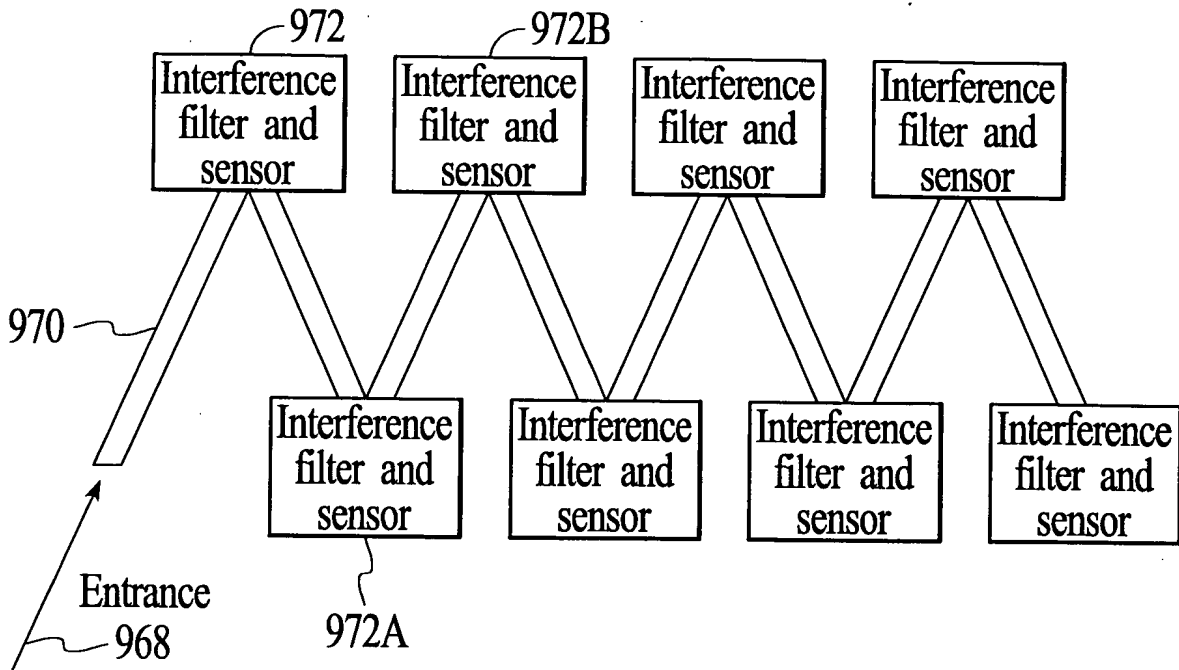 972
972B
Interference
filter and
sensor
Interference
filter and
sensor
Interference
filter and
sensor
Interference
filter and
sensor
970
Interference
filter and
sensor
Interference
filter and
sensor
Interference
filter and
sensor
Interference
filter and
sensor
Entrance
968
972A